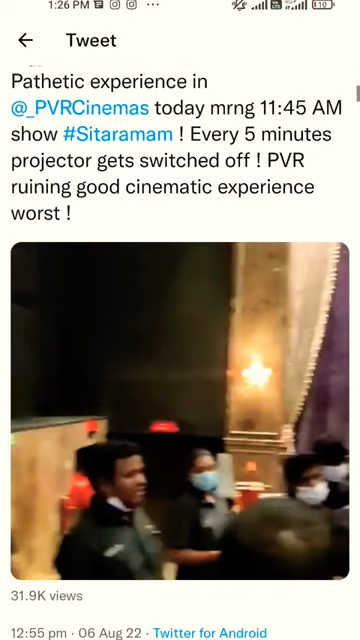 1:26 PM
10
Tweet
Pathetic experience in
@_PVRCinemas today mrng 11:45 AM
show #Sitaramam ! Every 5 minutes
projector gets switched off ! PVR
ruining good cinematic experience
worst !
31.9K views
12:55 pm · 06 Aug 22 · Twitter for Android